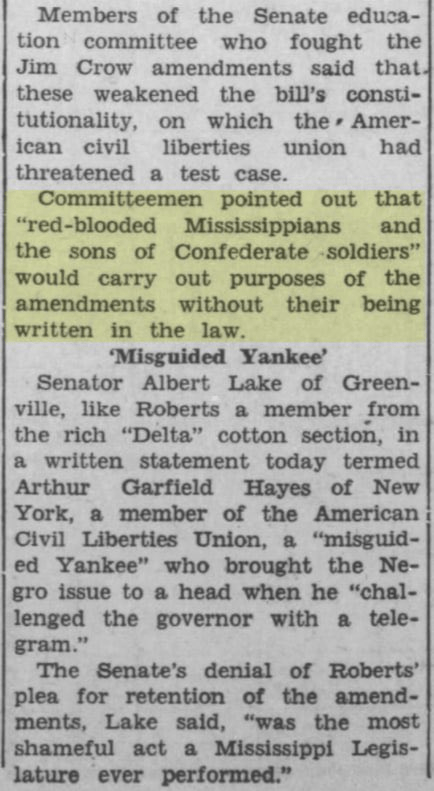 Members of the Senate educa-
tion committee who fought the
Jim Crow amendments said that
these weakened the bill's consti-
tutionality, on which the Amer-
ican civil liberties union had
threatened a test case.
Committeemen pointed out that
"red-blooded Mississippians and
the sons of Confederate soldiers"
would carry out purposes of the
amendments without their being
written in the law.
'Misguided Yankee'
Senator Albert Lake of Green-
ville, like Roberts a member from
the rich "Delta" cotton section, in
a written statement today termed
Arthur Garfield Hayes of New
York, a member of the American
Civil Liberties Union, a "misguid-
ed Yankee" who brought the Ne-
gro issue to a head when he "chal-
lenged the governor with a tele-
gram."
The Senate's denial of Roberts'
plea for retention of the amend-
ments, Lake said, "was the most
shameful act a Mississippi Legis-
lature ever performed."